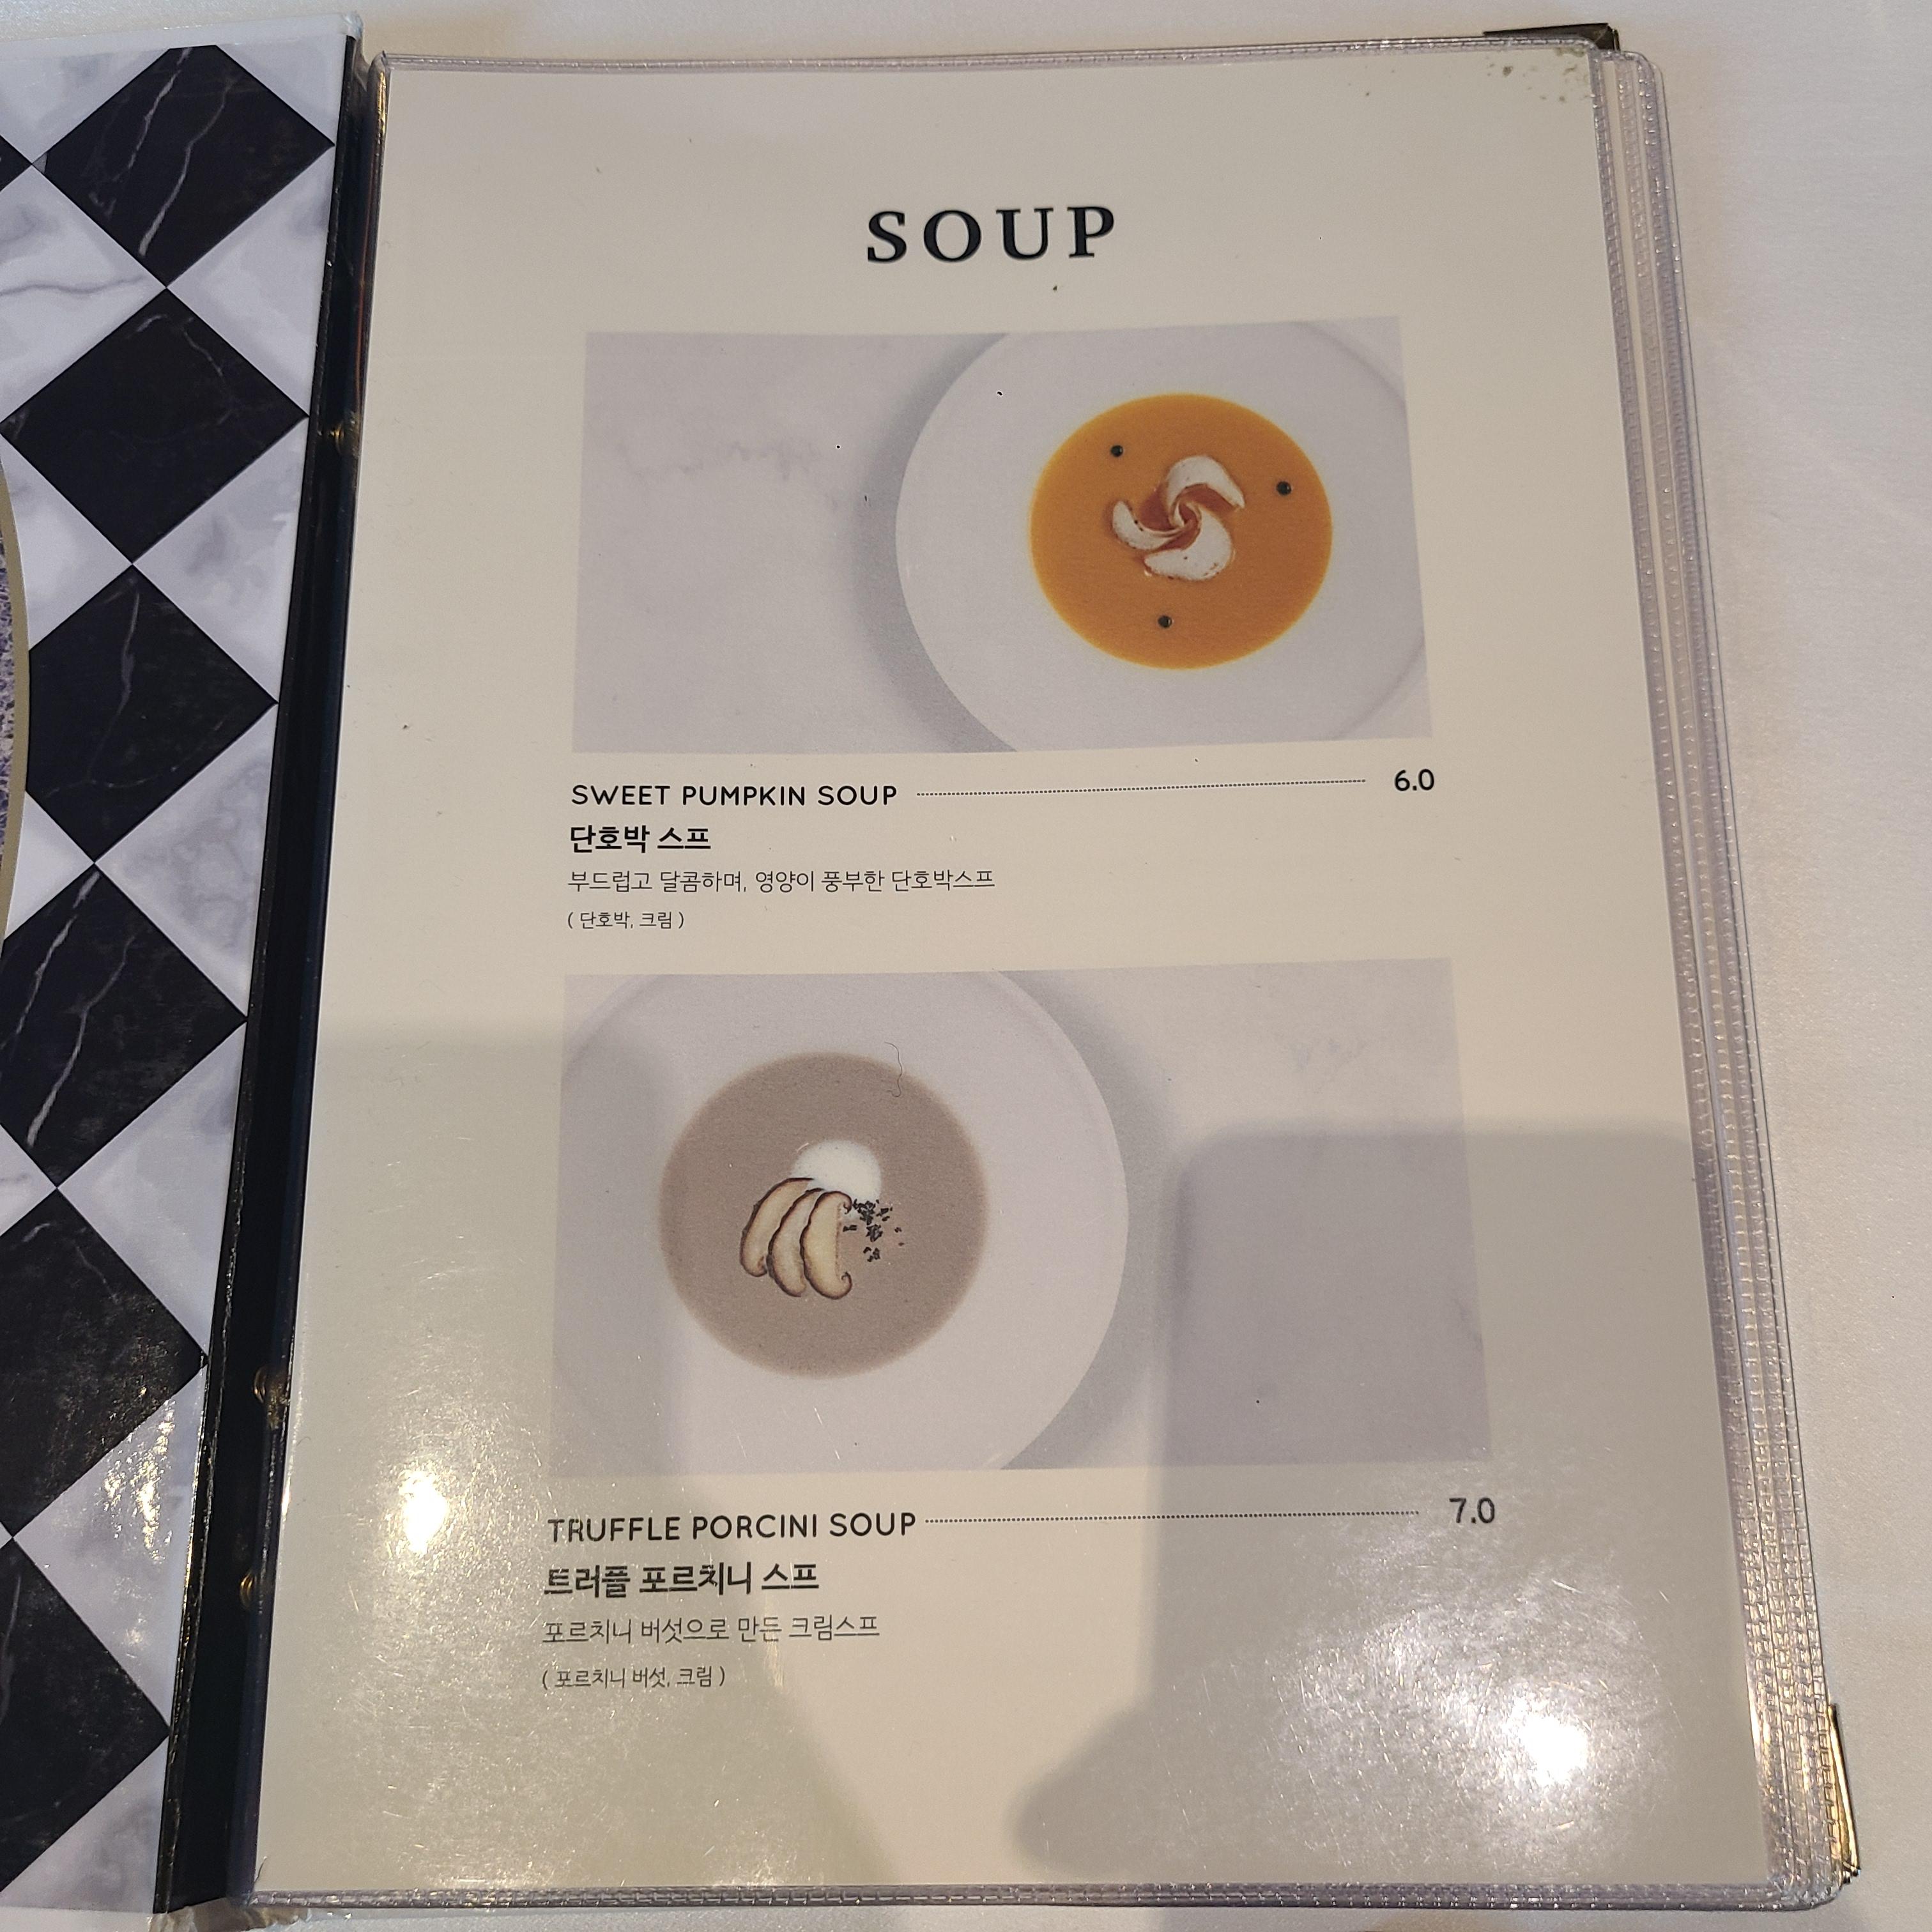 SOUP
SWEET PUMPKIN SOUP 6.0
단호박 스프
부드럽고 달콤하며, 영양이 풍부한 단호박스프
( 단호박, 크림 )
TRUFFLE PORCINI SOUP 7.0
트러플 포르치니 스프
포르치니 버섯으로 만든 크림스프
( 포르치니 버섯, 크림 )